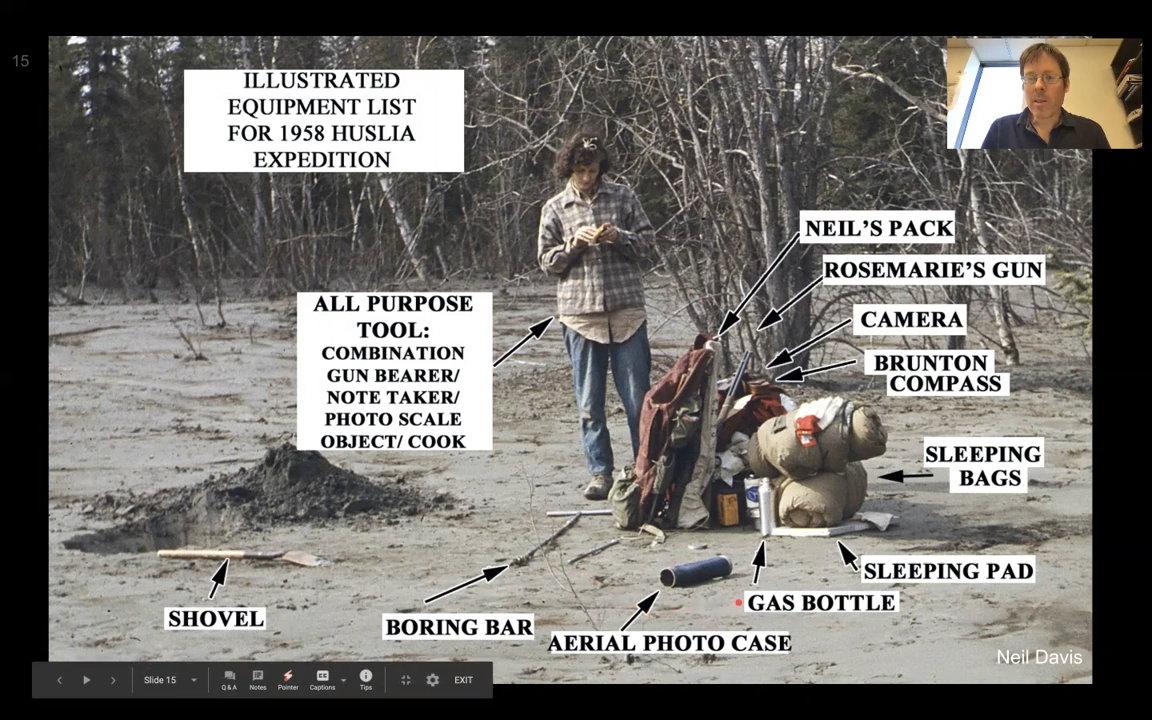 15
ILLUSTRATED
EQUIPMENT LIST
FOR 1958 HUSLIA
EXPEDITION
NEIL'S PACK
ROSEMARIE'S GUN
ALL PURPOSE
TOOL:
COMBINATION
GUN BEARER/
NOTE TAKER/
PHOTO SCALE
OBJECT/ COOK
CAMERA
BRUNTON
COMPASS
SLEEPING
BAGS
SLEEPING PAD
GAS BOTTLE
SHOVEL
BORING BAR
AERIAL PHOTO CASE
Neil Davis
Slide 15
Q & A
Notes
Pointer
Captions
Tips
EXIT